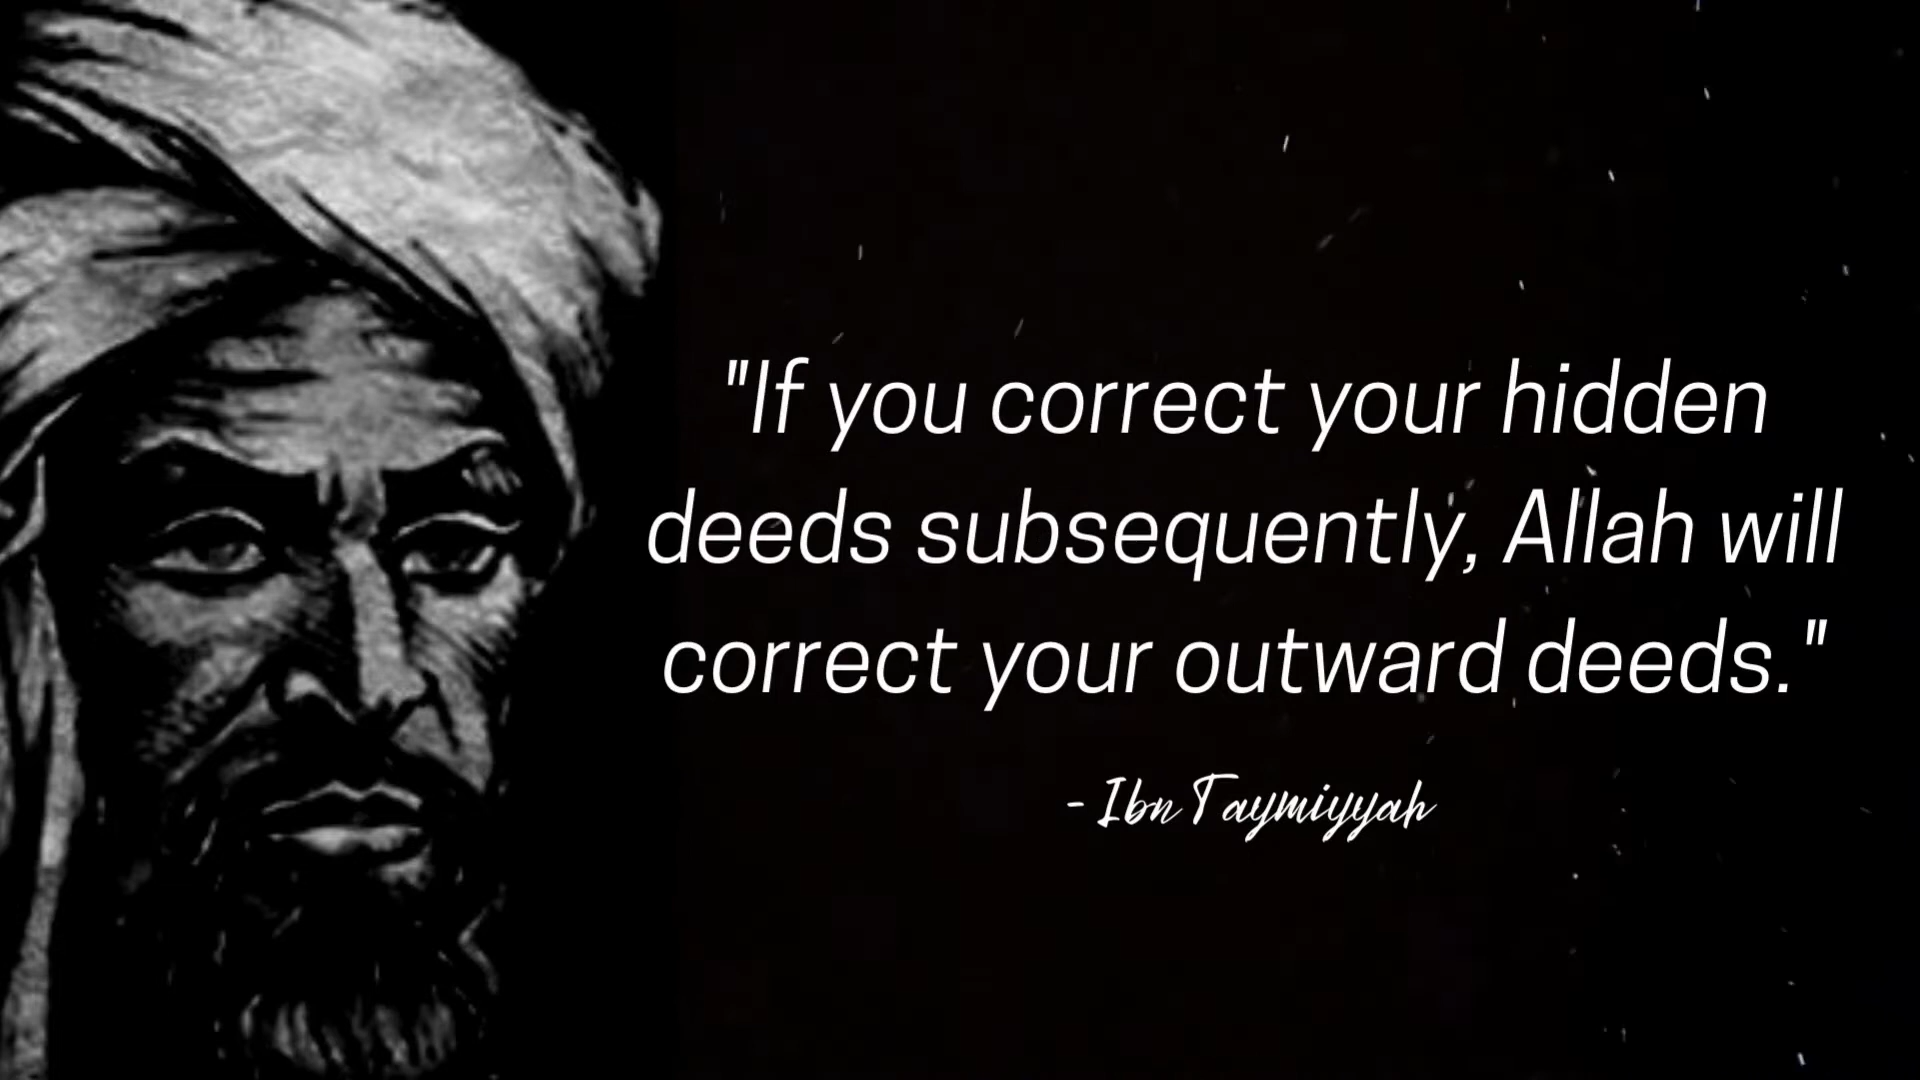 "If you correct your hidden
deeds subsequently, Allah will
correct your outward deeds."
- Ibn Taymiyyah